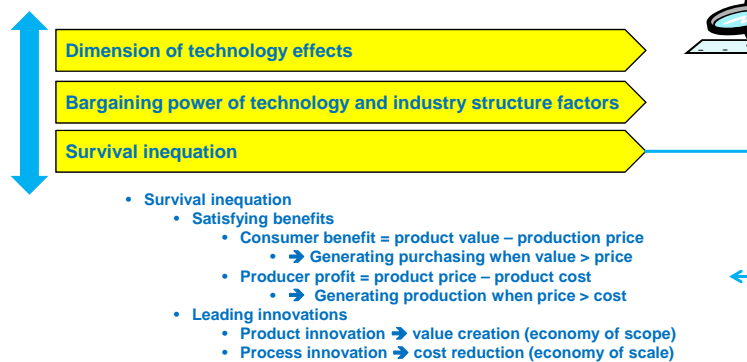 Dimension of technology effects
Bargaining power of technology and industry structure factors
Survival inequation
• Survival inequation
• Satisfying benefits
• Consumer benefit = product value – production price
• ➔ Generating purchasing when value > price
• Producer profit = product price – product cost
• ➔ Generating production when price > cost
• Leading innovations
• Product innovation ➔ value creation (economy of scope)
• Process innovation ➔ cost reduction (economy of scale)